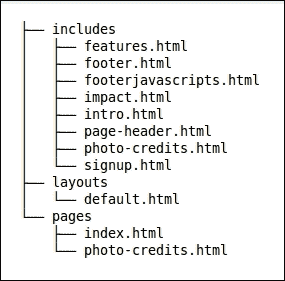 ├── includes
│   ├── features.html
│   ├── footer.html
│   ├── footerjavascripts.html
│   ├── impact.html
│   ├── intro.html
│   ├── page-header.html
│   ├── photo-credits.html
│   └── signup.html
├── layouts
│   └── default.html
└── pages
    ├── index.html
    └── photo-credits.html